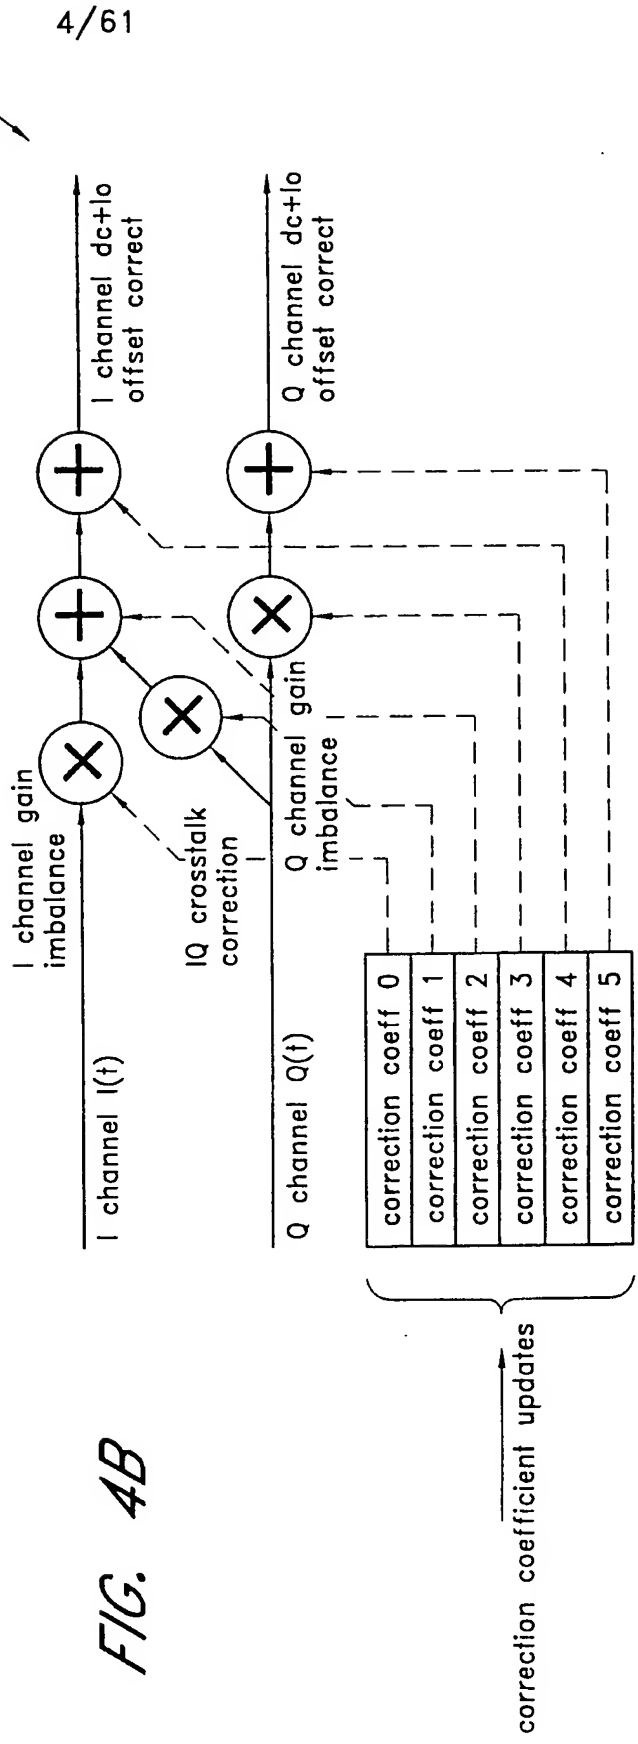 4/61
FIG. 4B
I channel I(t)
I channel gain
imbalance
I channel dc+lo
offset correct
IQ crosstalk
correction
Q channel Q(t)
Q channel gain
imbalance
Q channel dc+lo
offset correct
correction coeff 0
correction coeff 1
correction coeff 2
correction coeff 3
correction coeff 4
correction coeff 5
correction coefficient updates